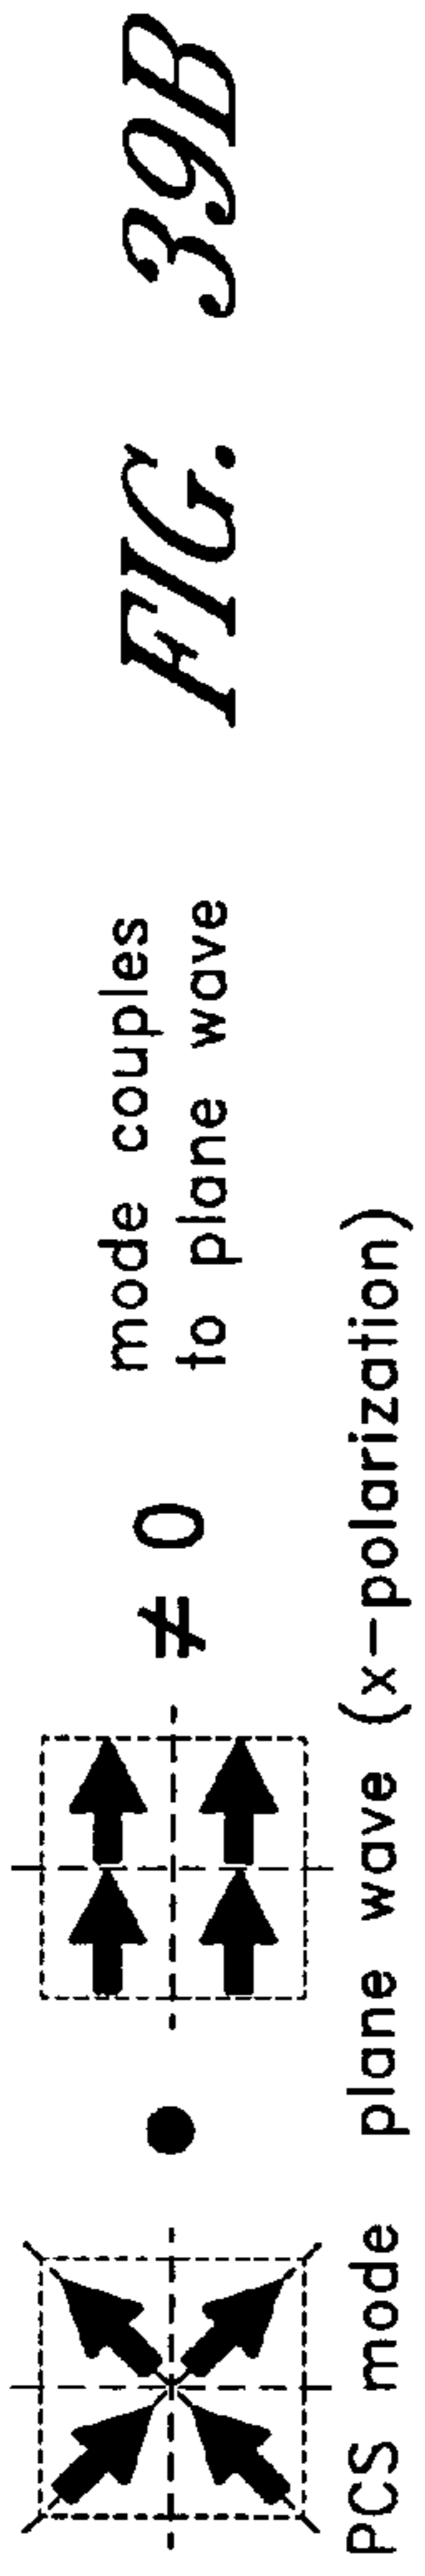 ≠ 0
mode couples
to plane wave
PCS mode plane wave (x-polarization)
FIG. 39B